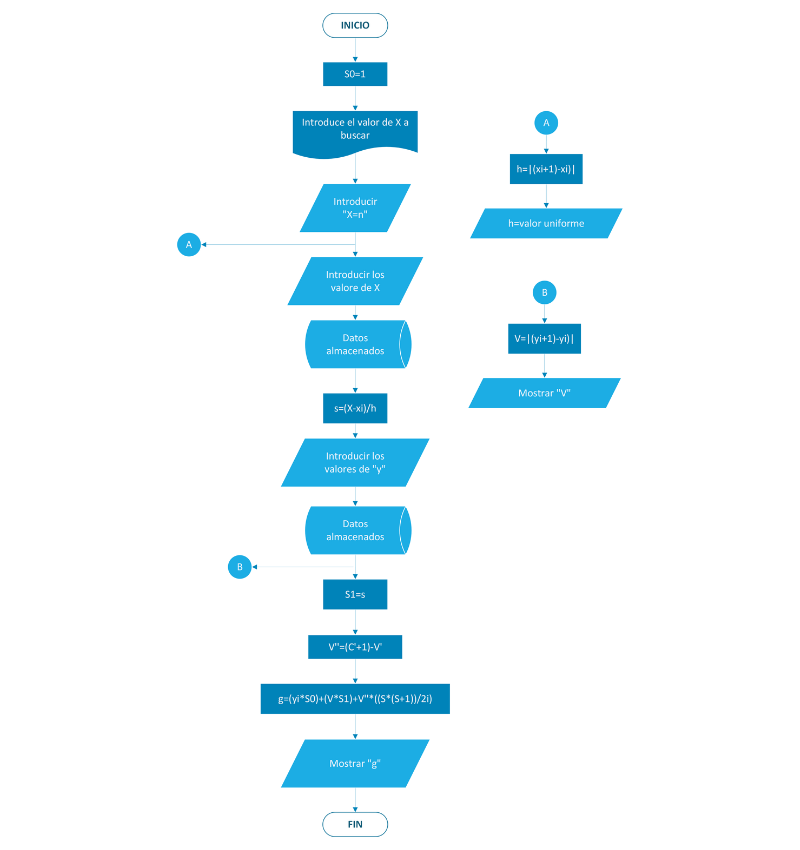 INICIO
S0=1
Introduce el valor de X a
buscar
Introducir
"X=n"
A
Introducir los
valore de X
Datos
almacenados
s=(X-xi)/h
Introducir los
valores de "y"
Datos
almacenados
B
S1=s
V''=(C'+1)-V'
g=(yi*S0)+(V*S1)+V''*((S*(S+1))/2i)
Mostrar "g"
FIN
A
h=|(xi+1)-xi)|
h=valor uniforme
B
V=|(yi+1)-yi)|
Mostrar "V"